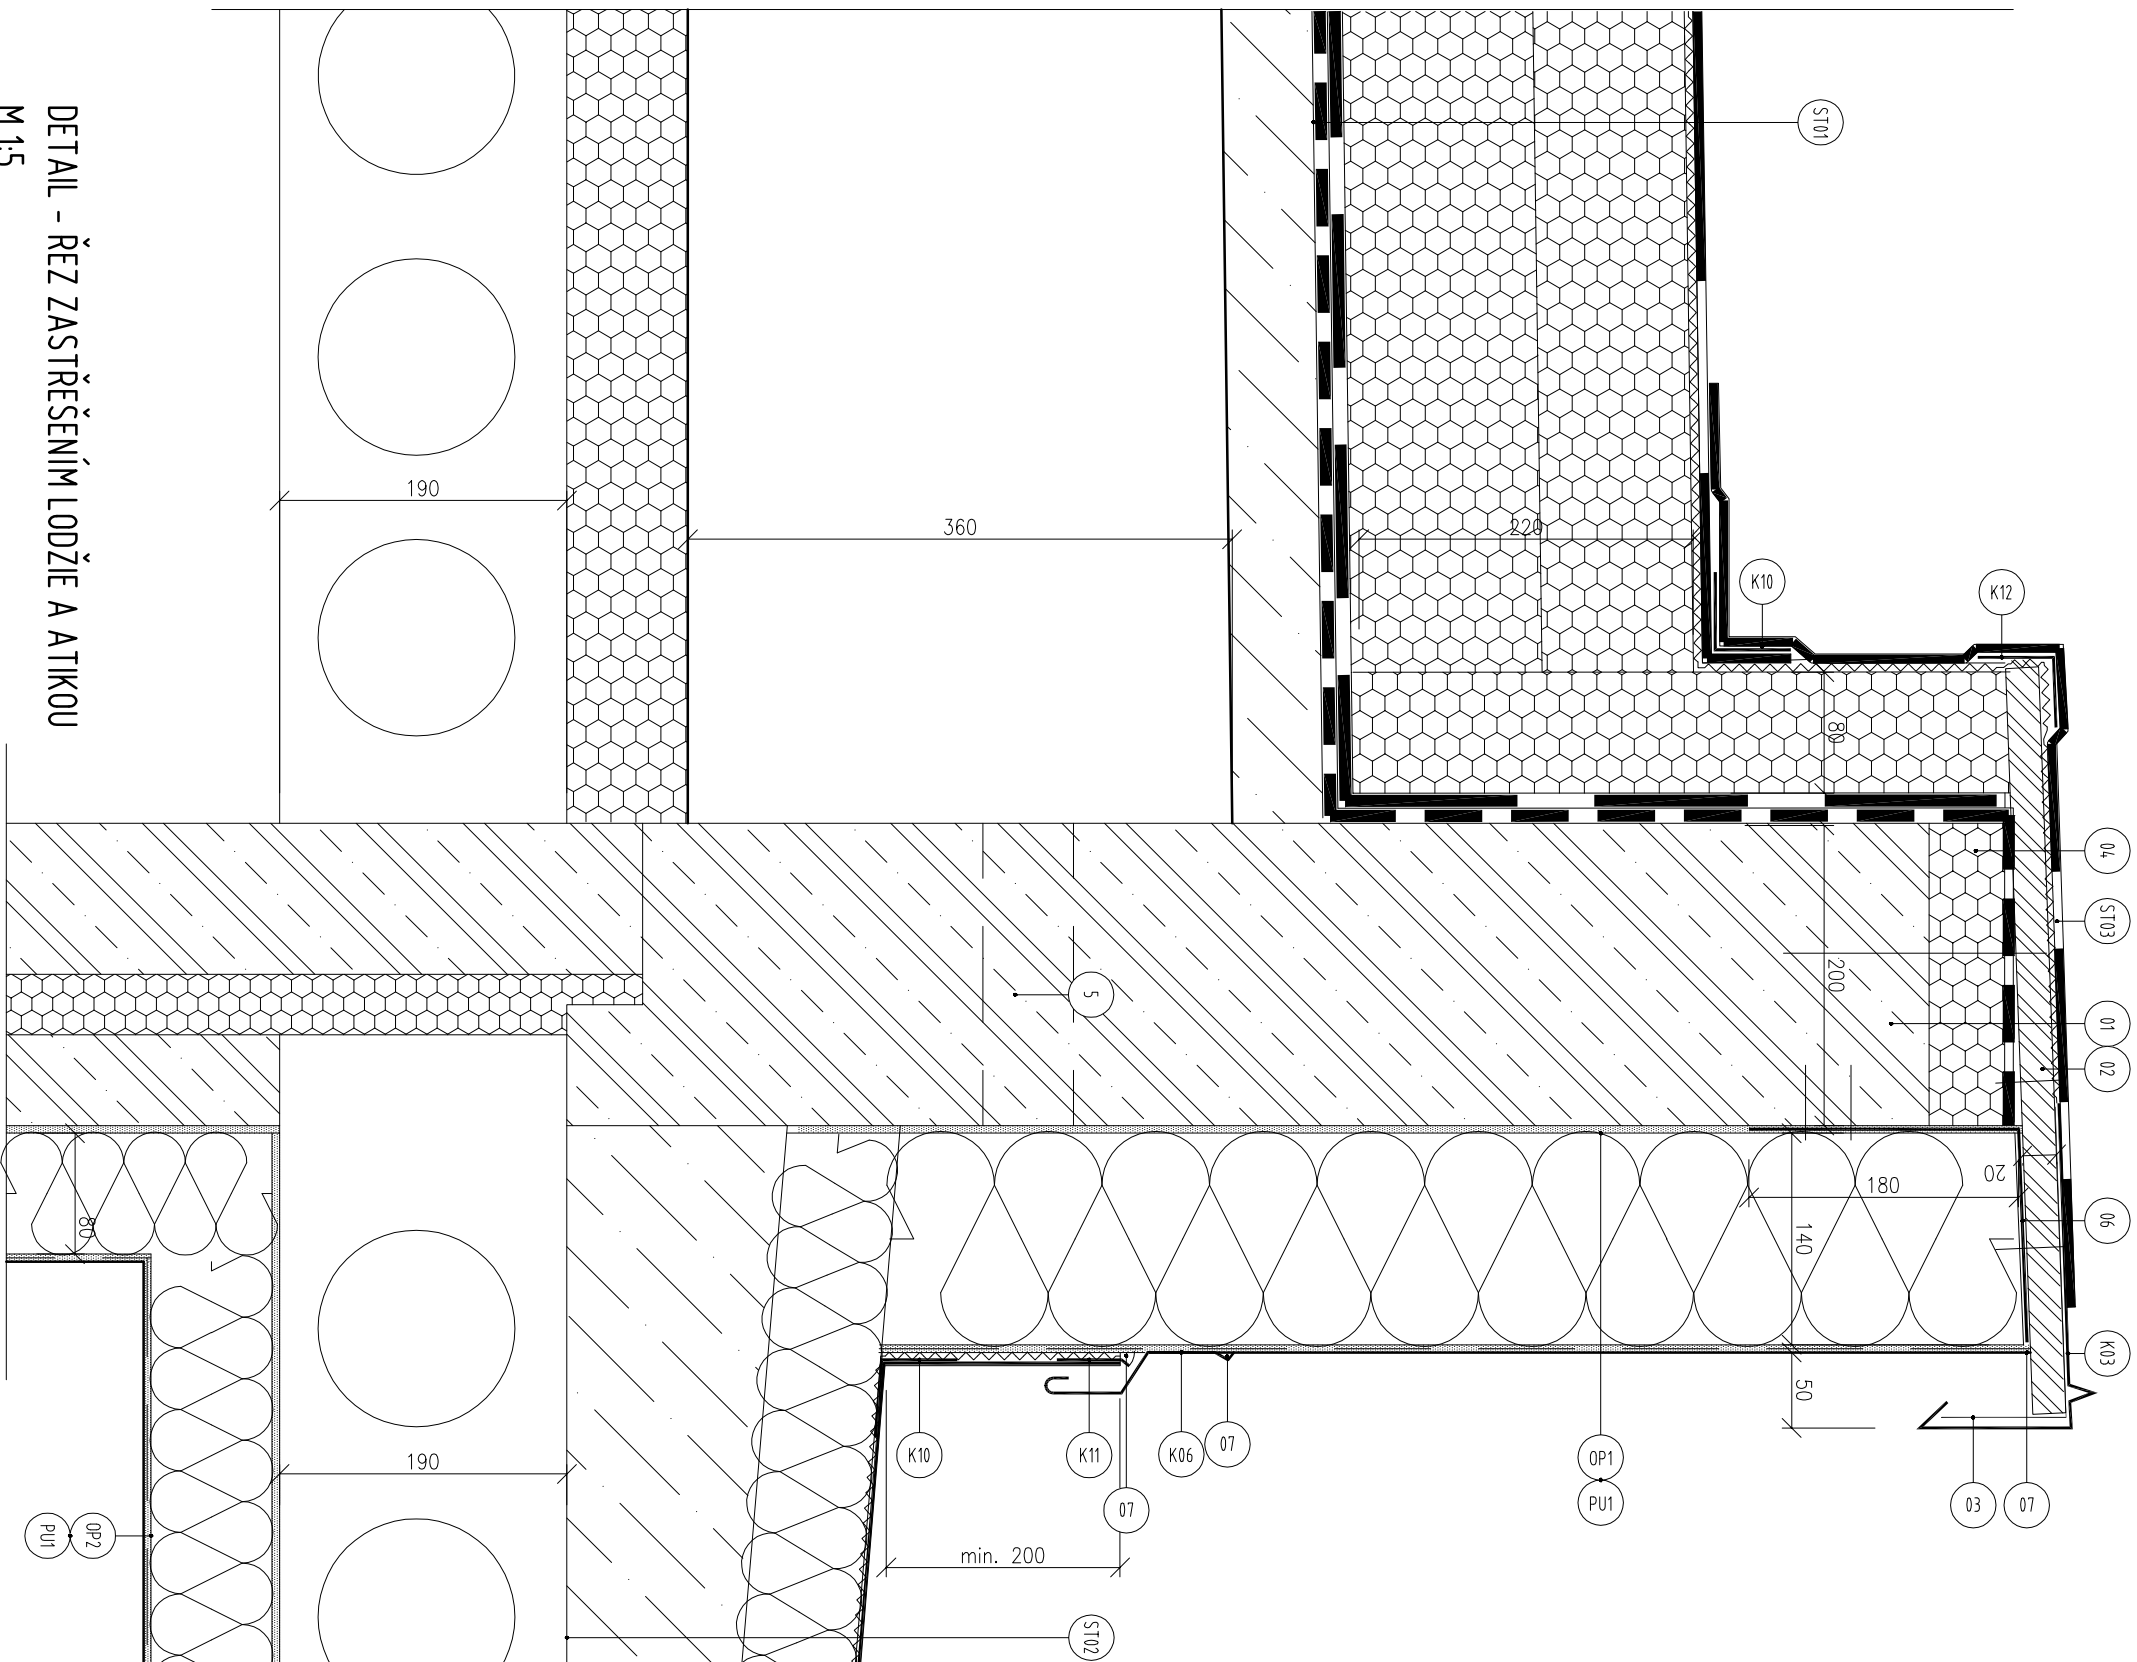 DETAIL - ŘEZ ZASTŘEŠENÍM LODŽIE A ATIKOU
M 1:5
ST01
190
360
220
K10
K12
80
04
ST03
200
5
01
02
20
180
06
140
80
K03
50
K10
K11
K06
07
OP1
PU1
03
07
07
190
OP2
PU1
min. 200
ST02